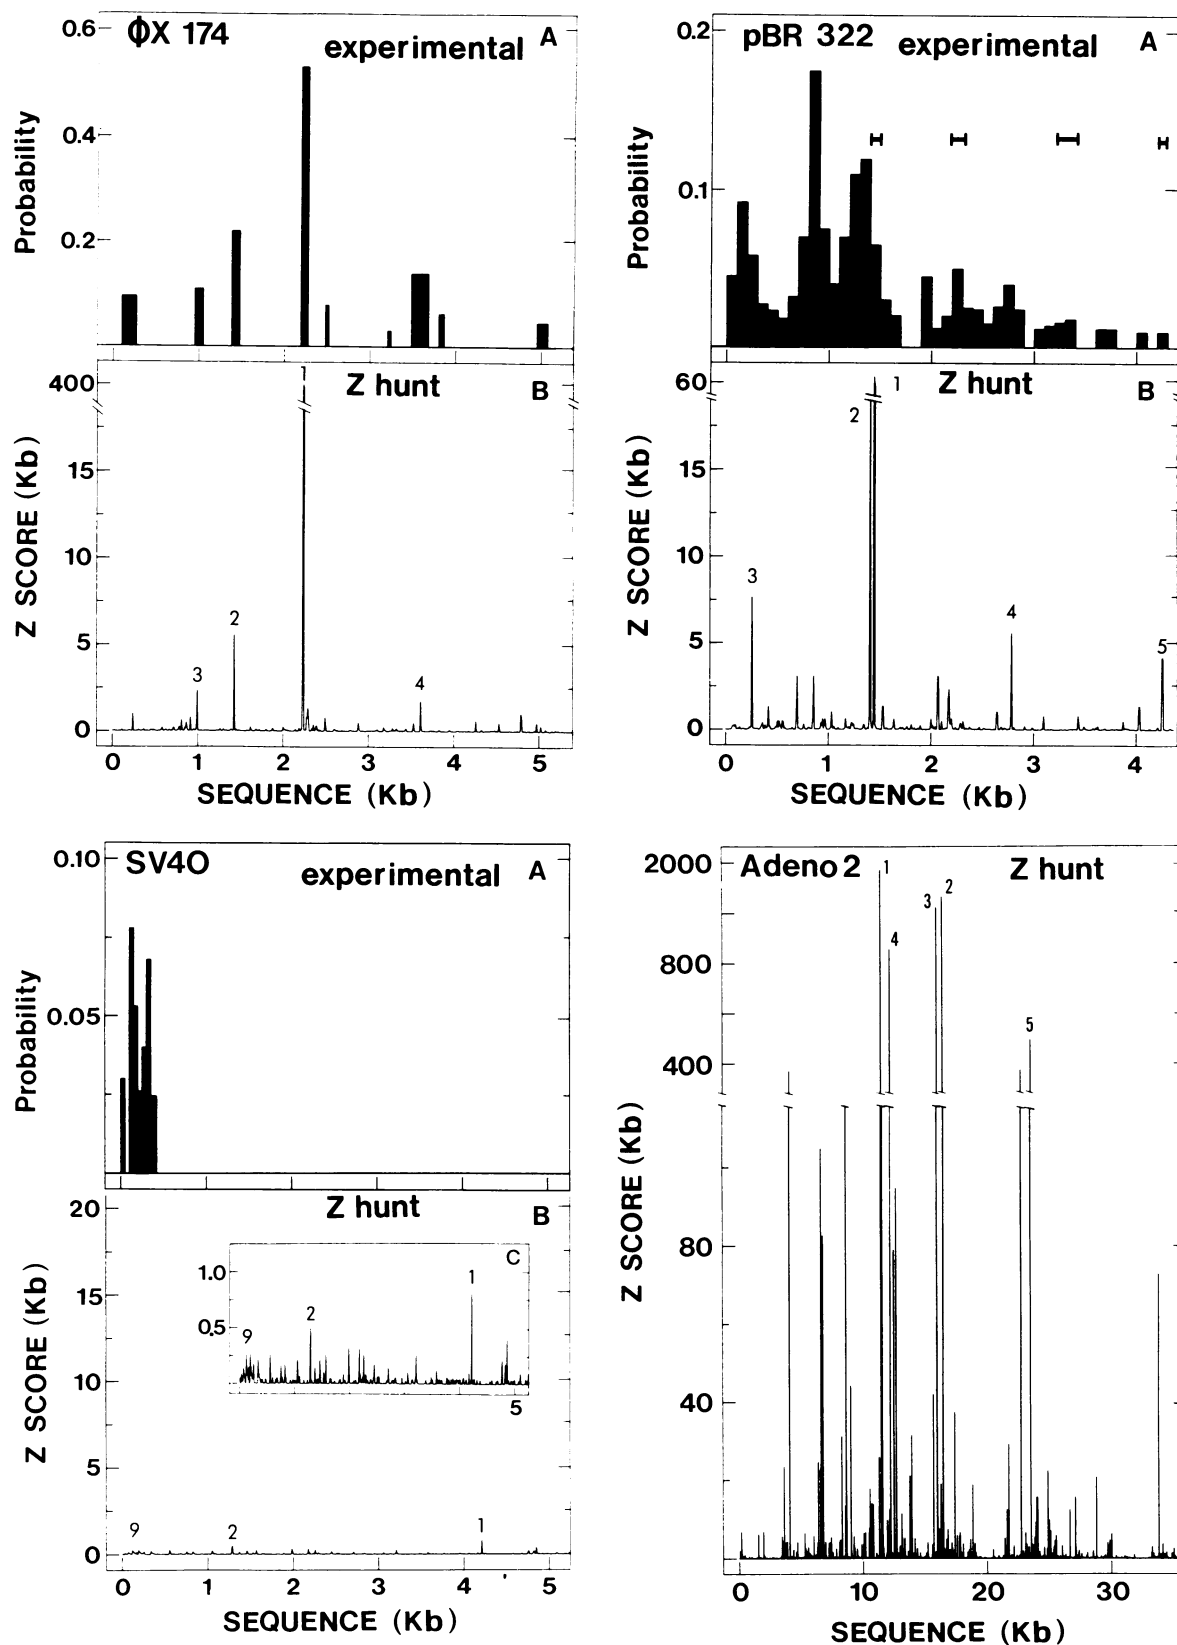 ΦX 174 experimental A
0.6
0.4
0.2
Probability
Z hunt B
1
400
15
10
5
0
2
3
4
Z SCORE (Kb)
0 1 2 3 4 5
SEQUENCE (Kb)
pBR 322 experimental A
0.2
0.1
Probability
Z hunt B
1
2
60
15
10
5
0
3
4
5
Z SCORE (Kb)
0 1 2 3 4
SEQUENCE (Kb)
SV40 experimental A
0.10
0.05
Probability
Z hunt B
20
15
10
5
0
C
1.0
0.5
1
2
9
5
9
2
1
Z SCORE (Kb)
0 1 2 3 4 5
SEQUENCE (Kb)
Adeno 2 Z hunt
2000
800
400
80
40
1
2
3
4
5
Z SCORE (Kb)
0 10 20 30
SEQUENCE (Kb)